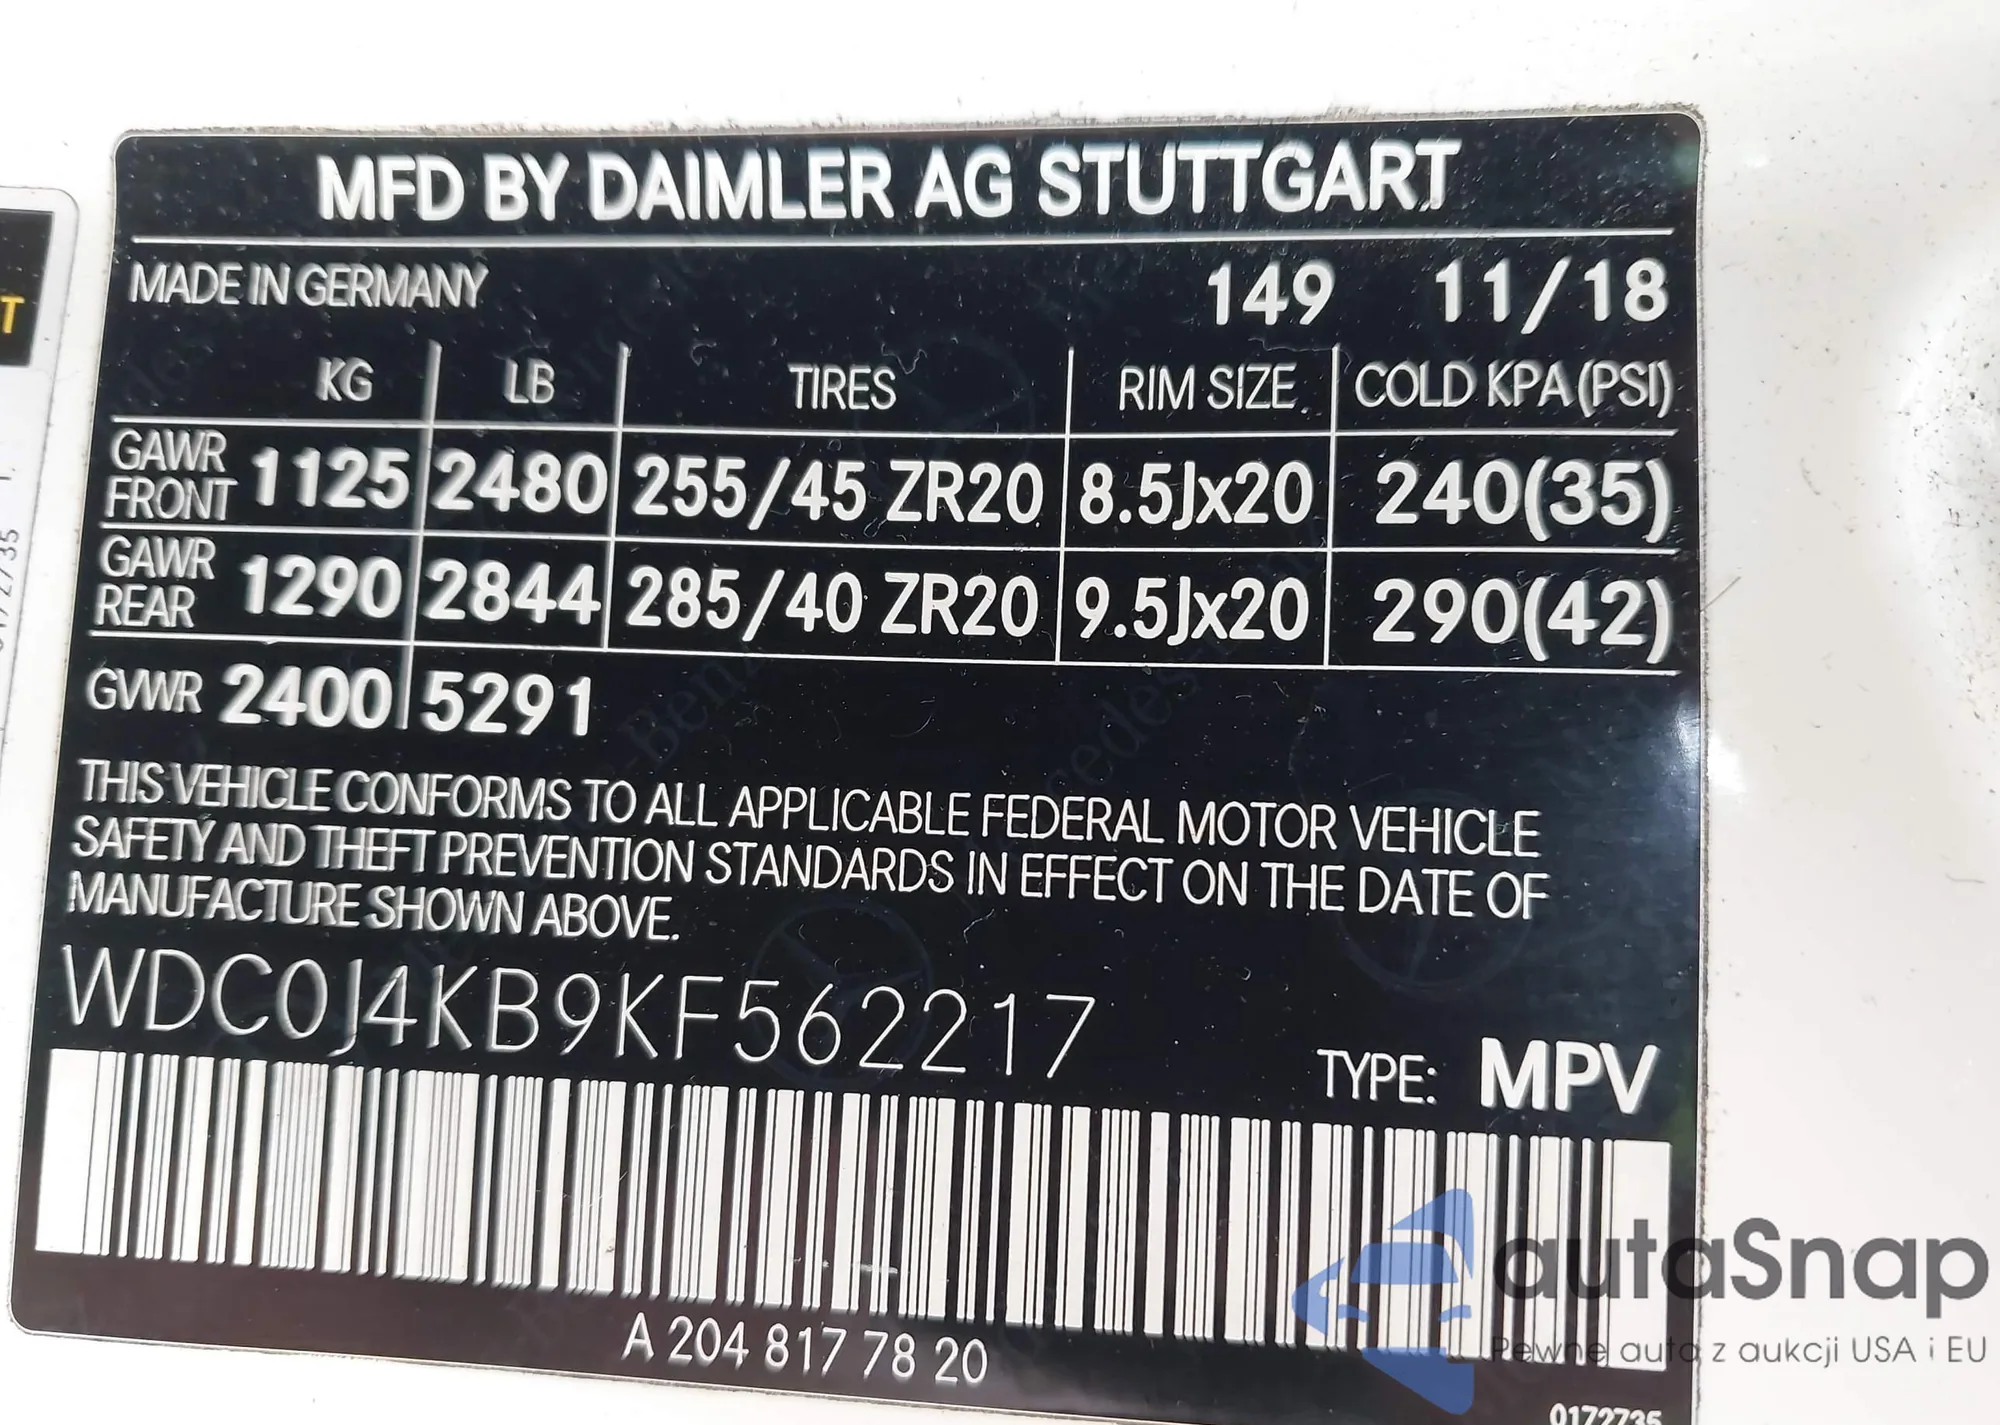 MFD BY DAIMLER AG STUTTGART
MADE IN GERMANY 149 11/18
KG LB TIRES RIM SIZE COLD KPA(PSI)
GAWR FRONT 1125 2480 255/45 ZR20 8.5Jx20 240(35)
GAWR REAR 1290 2844 285/40 ZR20 9.5Jx20 290(42)
GVWR 2400 5291
THIS VEHICLE CONFORMS TO ALL APPLICABLE FEDERAL MOTOR VEHICLE
SAFETY AND THEFT PREVENTION STANDARDS IN EFFECT ON THE DATE OF
MANUFACTURE SHOWN ABOVE.
WDC0J4KB9KF562217
TYPE: MPV
A 204 817 78 20
autaSnap
Pewne auta z aukcji USA i EU
0172735
T